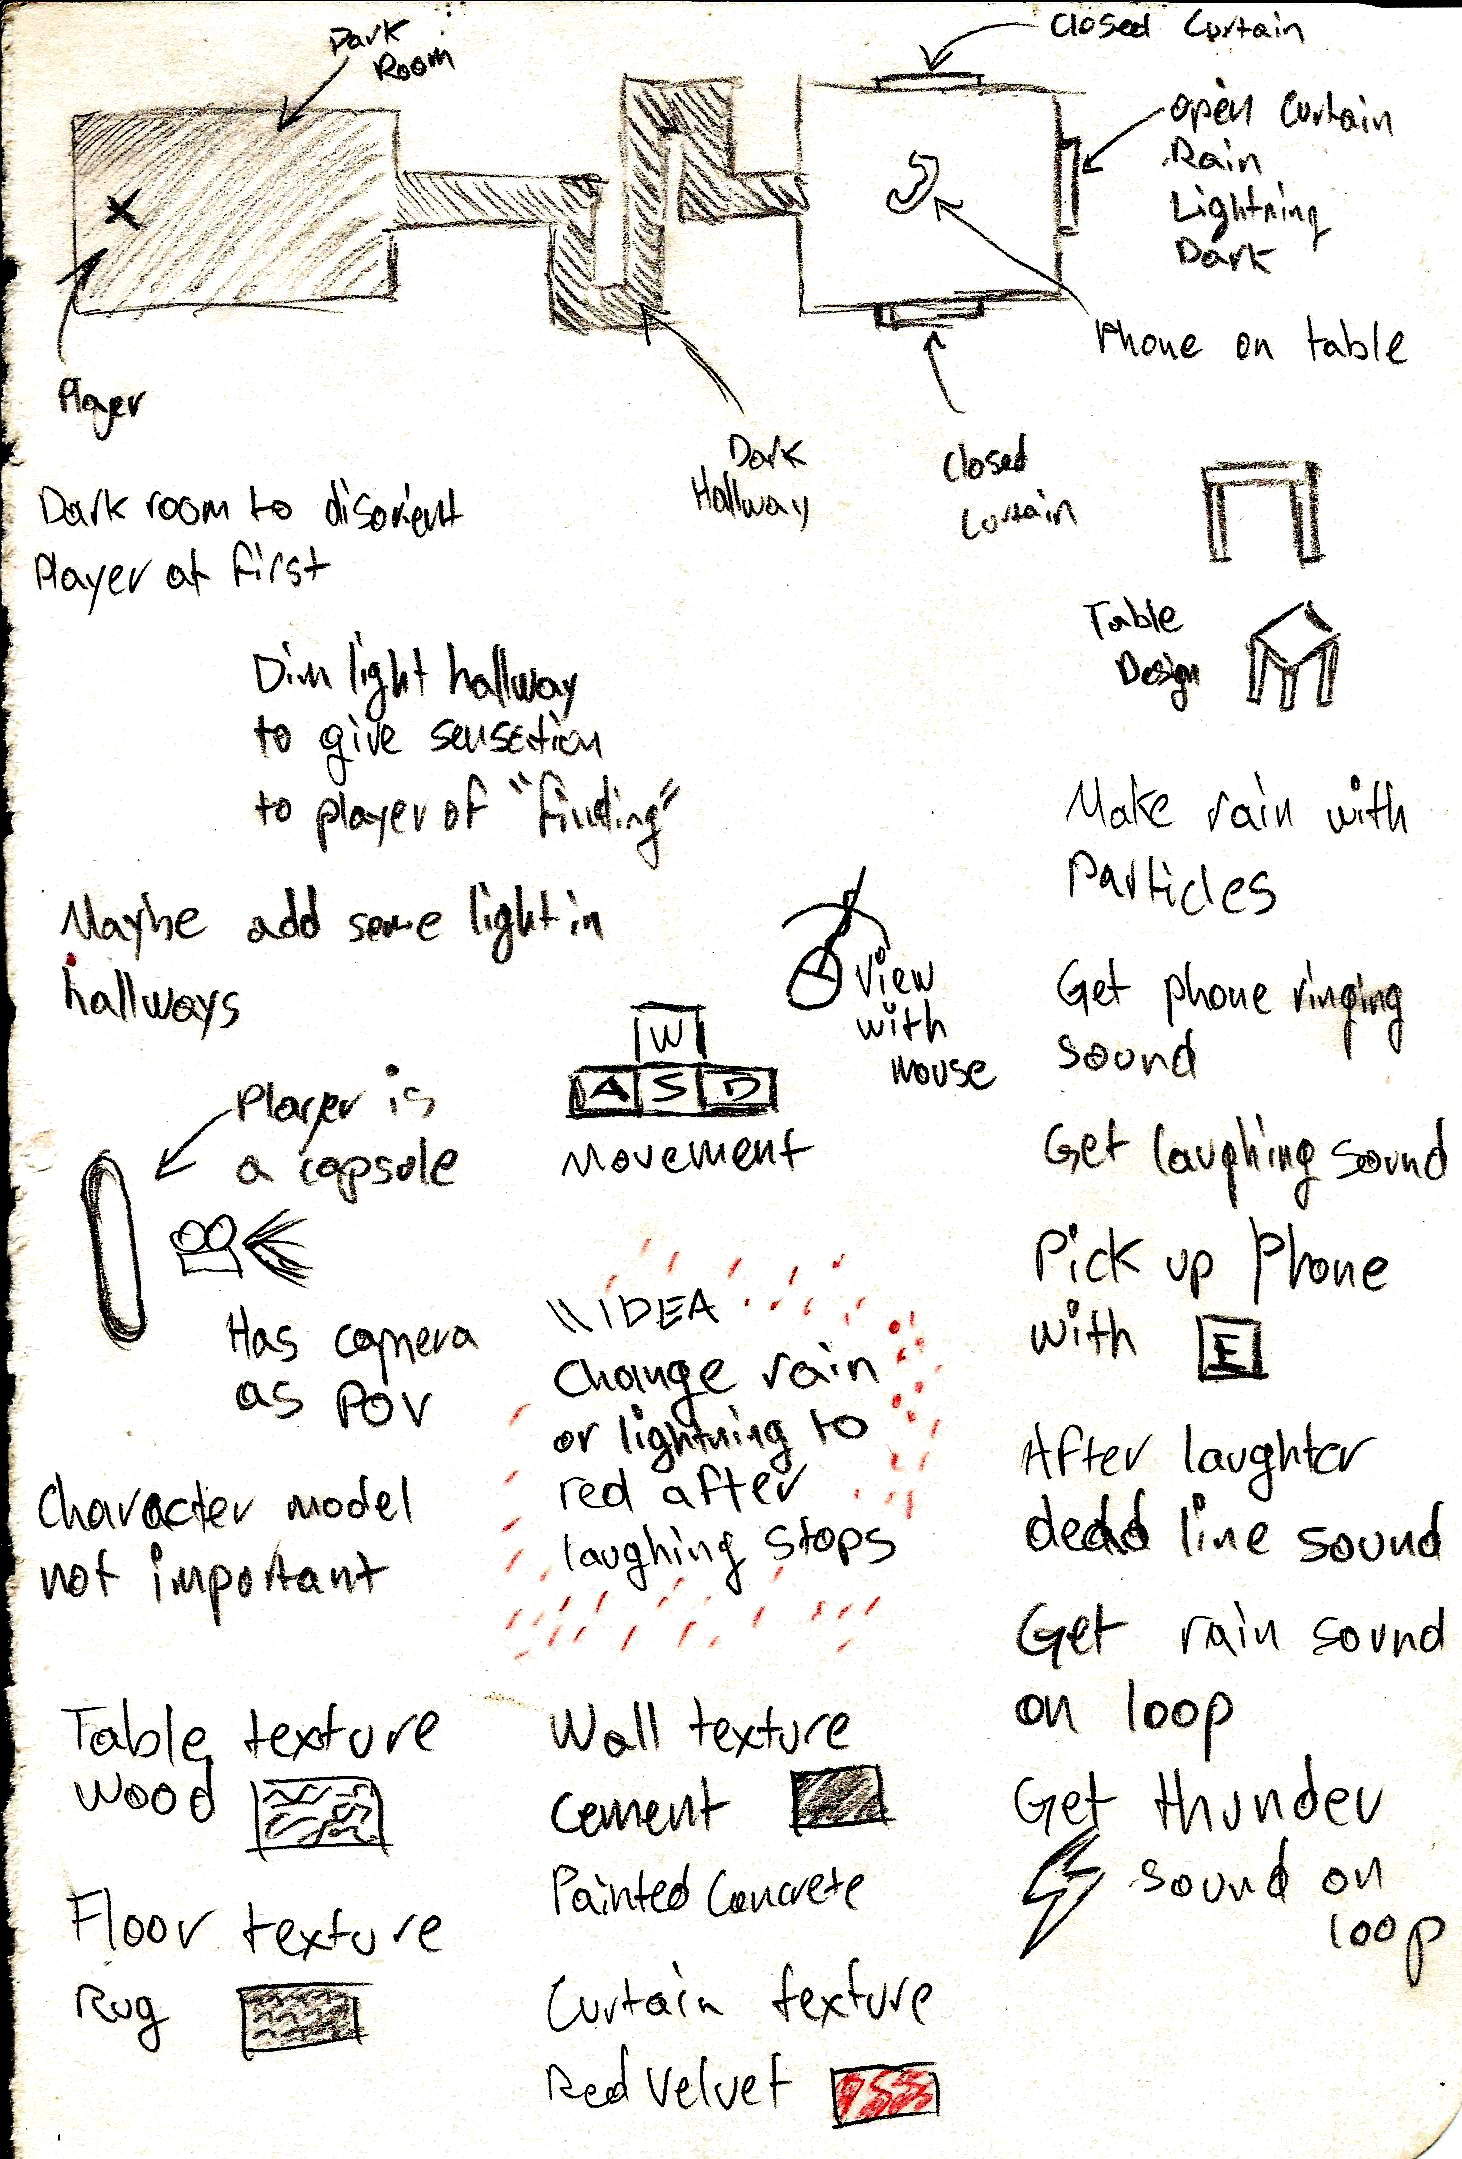 Dark
Room
Closed Curtain
Open Curtain
Rain
Lightning
Dark
Phone on table
Player
Dark
Hallway
Closed
Curtain
Dark room to disorient
Player at first
Table
Design
Dim light hallway
to give sensation
to player of "finding"
Make rain with
Particles
Maybe add some light in
hallways
View
with
mouse
W
A S D
Movement
Get phone ringing
sound
Player is
a capsule
Get laughing sound
Has camera
as POV
Pick up Phone
with E
\\IDEA
Change rain
or lightning to
red after
laughing stops
Character model
not important
After laughter
dead line sound
Get rain sound
on loop
Table texture
Wood
Wall texture
Cement
Painted Concrete
Get thunder
sound on
loop
Floor texture
Rug
Curtain texture
Red Velvet